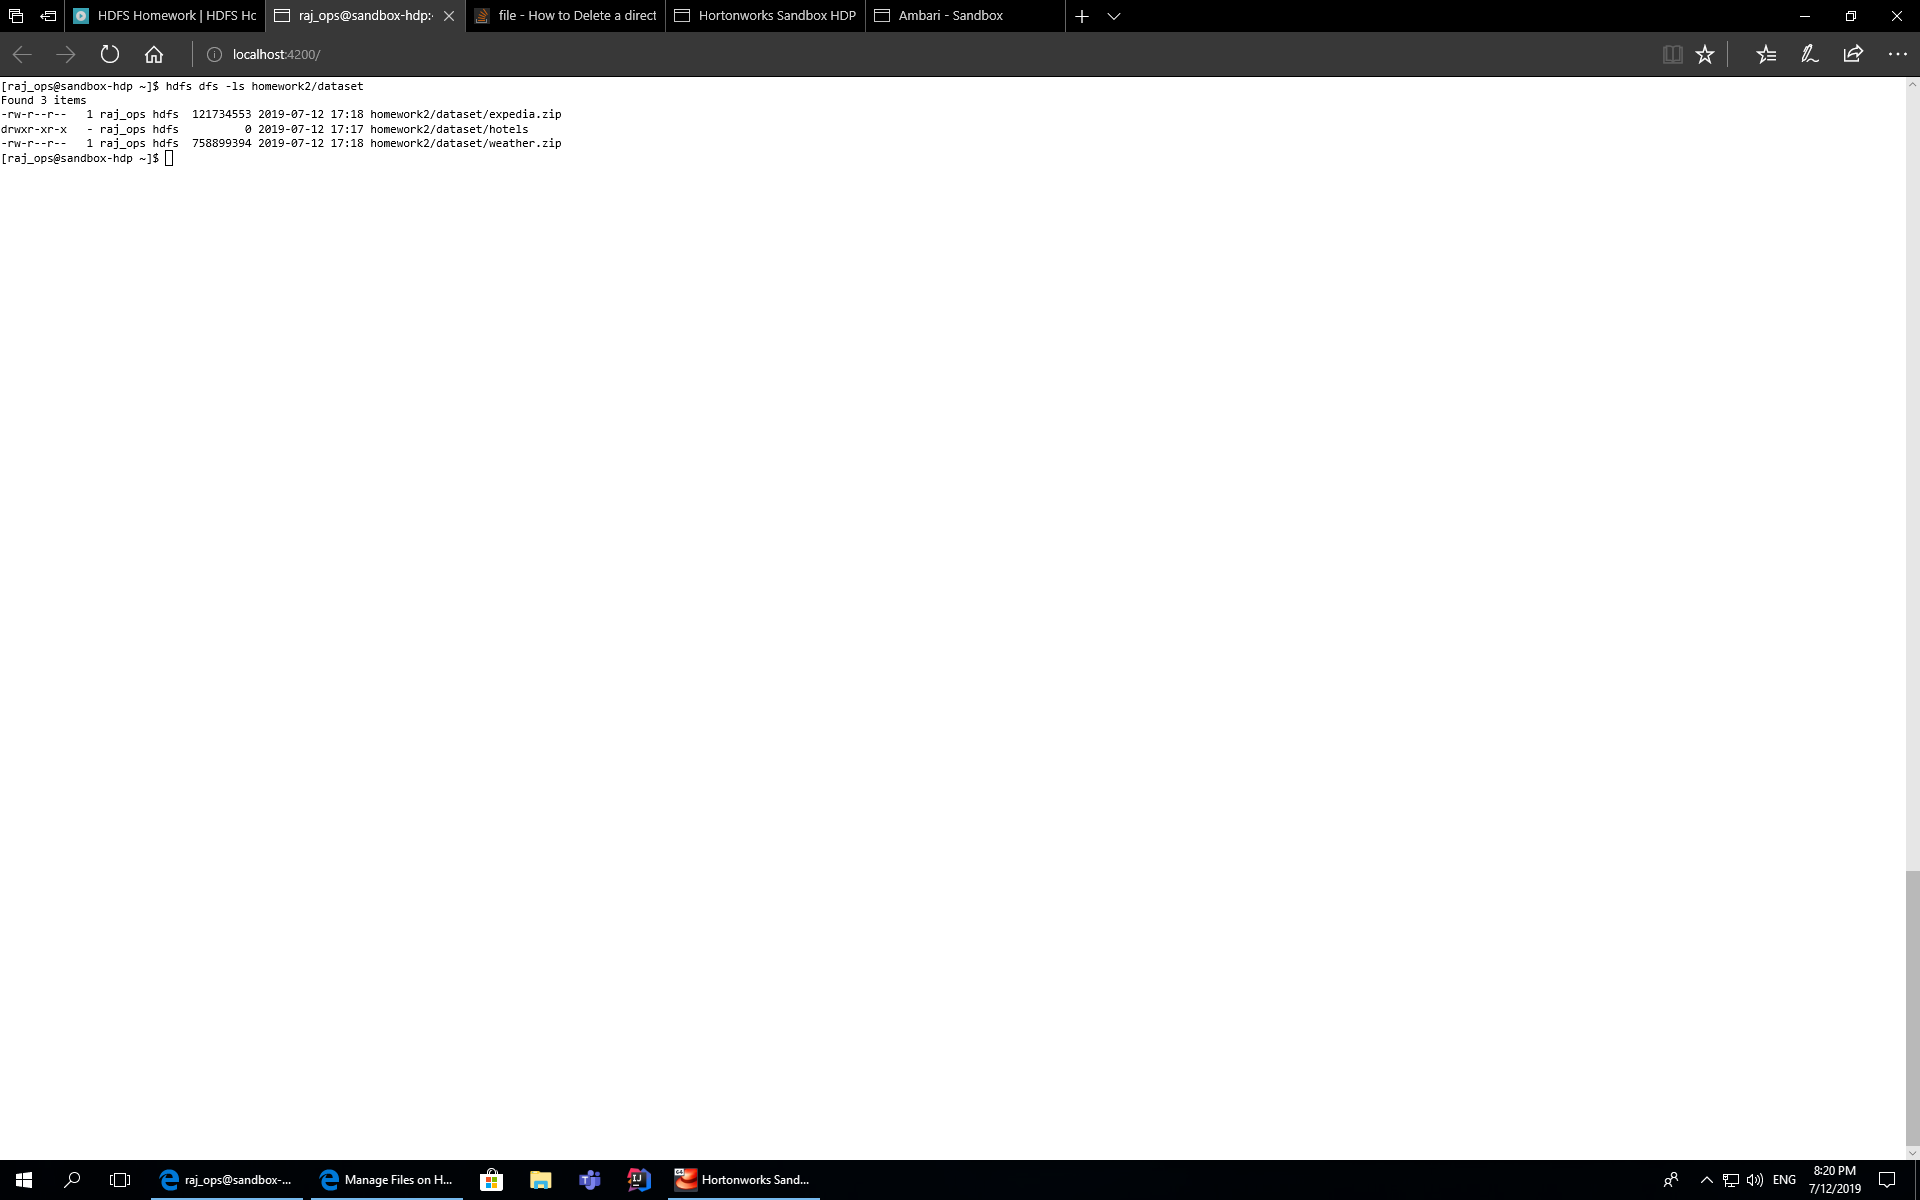 HDFS Homework | HDFS Hc
raj_ops@sandbox-hdp:
file - How to Delete a direct
Hortonworks Sandbox HDP
Ambari - Sandbox
localhost:4200/
[raj_ops@sandbox-hdp ~]$ hdfs dfs -ls homework2/dataset
Found 3 items
-rw-r--r--   1 raj_ops hdfs  121734553 2019-07-12 17:18 homework2/dataset/expedia.zip
drwxr-xr-x   - raj_ops hdfs          0 2019-07-12 17:17 homework2/dataset/hotels
-rw-r--r--   1 raj_ops hdfs  758899394 2019-07-12 17:18 homework2/dataset/weather.zip
[raj_ops@sandbox-hdp ~]$
raj_ops@sandbox-...
Manage Files on H...
Hortonworks Sand...
ENG
8:20 PM
7/12/2019